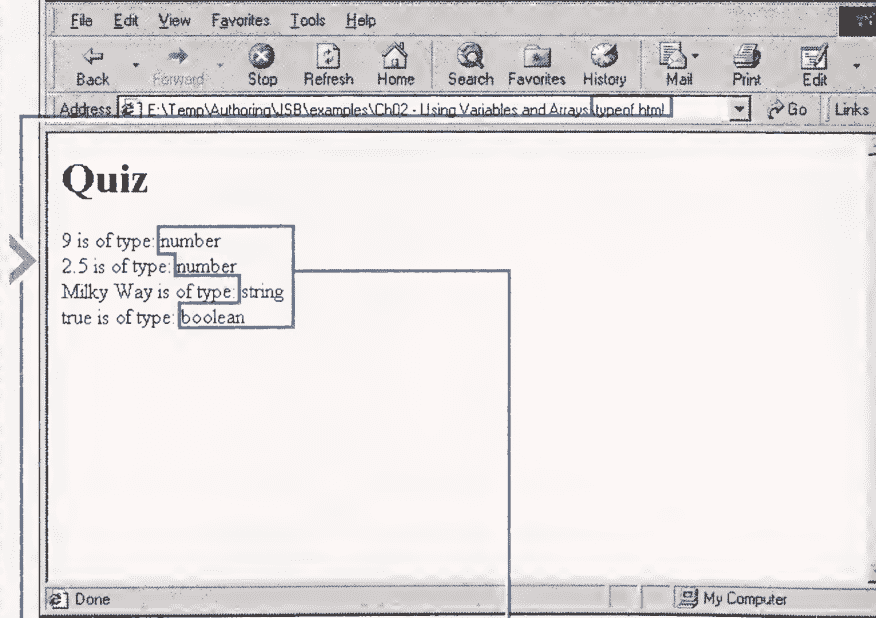 File Edit View Favorites Tools Help
Back Forward Stop Refresh Home Search Favorites History Mail Print Edit
Address E:\Temp\Authoring\JSB\examples\Ch02 - Using Variables and Arrays\typeof.html Go Links
Quiz
9 is of type: number
2.5 is of type: number
Milky Way is of type: string
true is of type: boolean
Done My Computer